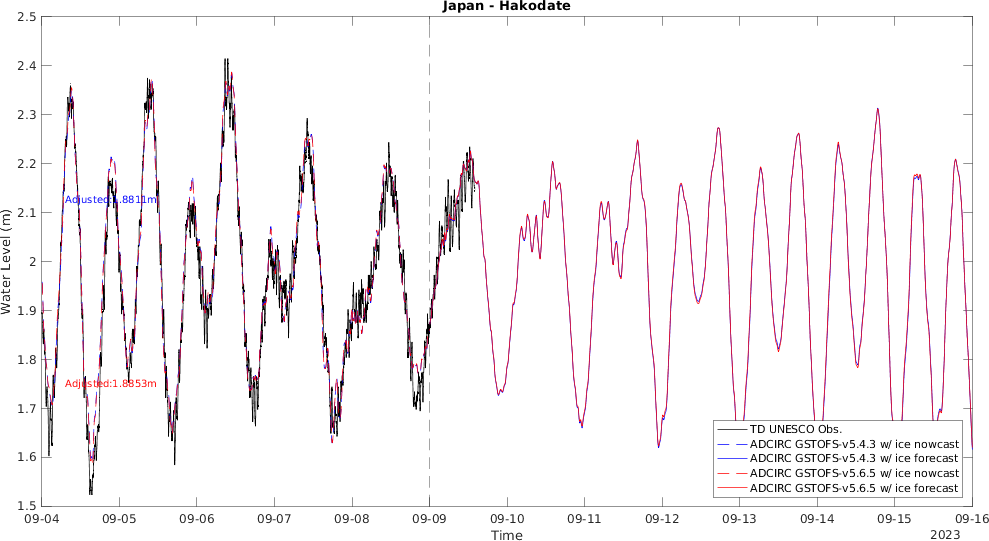 Japan - Hakodate
2.5
2.4
2.3
2.2
2.1
2
1.9
1.8
1.7
1.6
1.5
Water Level (m)
Adjusted:1.8811m
Adjusted:1.8853m
TD UNESCO Obs.
ADCIRC GSTOFS-v5.4.3 w/ ice nowcast
ADCIRC GSTOFS-v5.4.3 w/ ice forecast
ADCIRC GSTOFS-v5.6.5 w/ ice nowcast
ADCIRC GSTOFS-v5.6.5 w/ ice forecast
09-04 09-05 09-06 09-07 09-08 09-09 09-10 09-11 09-12 09-13 09-14 09-15 09-16
Time
2023